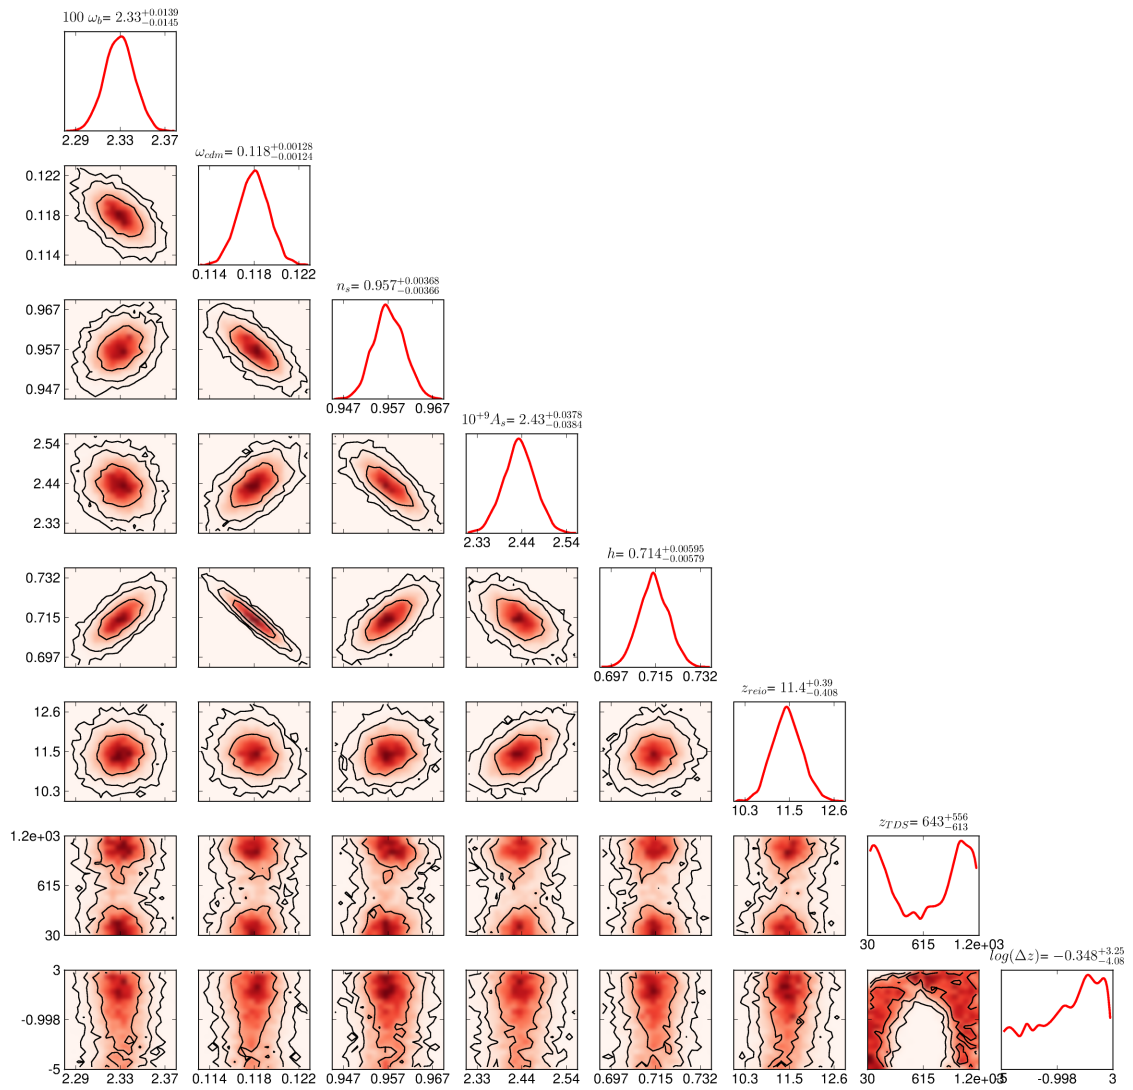 100 ω_b= 2.33^{+0.0139}_{-0.0145}
2.29 2.33 2.37
ω_{cdm}= 0.118^{+0.00128}_{-0.00124}
0.122
0.118
0.114
0.114 0.118 0.122
n_s= 0.957^{+0.00368}_{-0.00366}
0.967
0.957
0.947
0.947 0.957 0.967
10^{+9}A_s= 2.43^{+0.0378}_{-0.0384}
2.54
2.44
2.33
2.33 2.44 2.54
h= 0.714^{+0.00595}_{-0.00579}
0.732
0.715
0.697
0.697 0.715 0.732
z_{reio}= 11.4^{+0.39}_{-0.408}
12.6
11.5
10.3
10.3 11.5 12.6
z_{TDS}= 643^{+556}_{-613}
1.2e+03
615
30
30 615 1.2e+03
log(Δz)= −0.348^{+3.25}_{-4.08}
3
-0.998
-5
2.29 2.33 2.37 0.114 0.118 0.122 0.947 0.957 0.967 2.33 2.44 2.54 0.697 0.715 0.732 10.3 11.5 12.6 30 615 1.2e+03 -5 -0.998 3